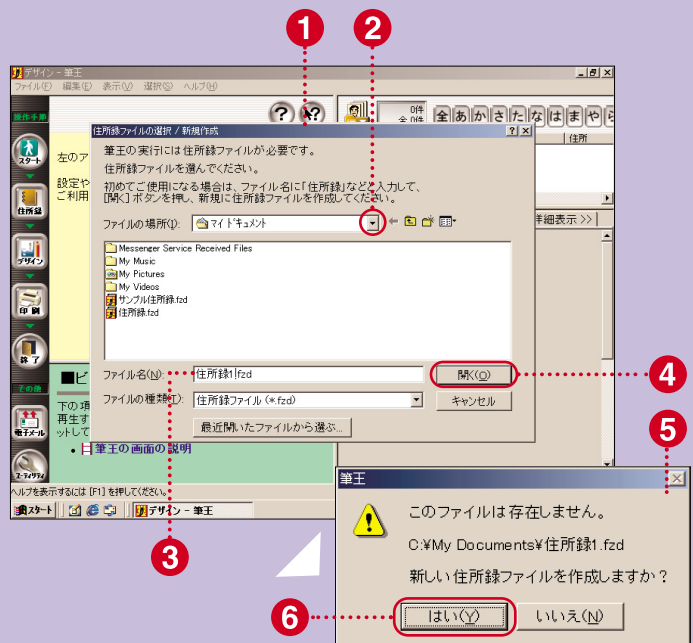 1
2
デザイン - 筆王
ファイル(F) 編集(E) 表示(V) 選択(S) ヘルプ(H)
操作手順
スタート
住所録
デザイン
印刷
終了
その他
電子メール
左のア
設定や
ご利用
0件
全 0件
全 あ か さ た な は ま や ら
住所
詳細表示 >>
住所録ファイルの選択 / 新規作成
筆王の実行には住所録ファイルが必要です。
住所録ファイルを選んでください。
初めてご使用になる場合は、ファイル名に「住所録」などと入力して、
[開く] ボタンを押し、新規に住所録ファイルを作成してください。
ファイルの場所(I): マイ ドキュメント
Messenger Service Received Files
My Music
My Pictures
My Videos
サンプル住所録.fzd
住所録.fzd
ファイル名(N): 住所録1.fzd
開く(O)
4
ファイルの種類(T): 住所録ファイル (*.fzd)
キャンセル
最近開いたファイルから選ぶ...
■ビ
下の項
再生す
ットして
筆王の画面の説明
ヘルプを表示するには [F1] を押してください。
スタート
デザイン - 筆王
3
5
筆王
このファイルは存在しません。
C:¥My Documents¥住所録1.fzd
新しい住所録ファイルを作成しますか?
6
はい(Y)
いいえ(N)